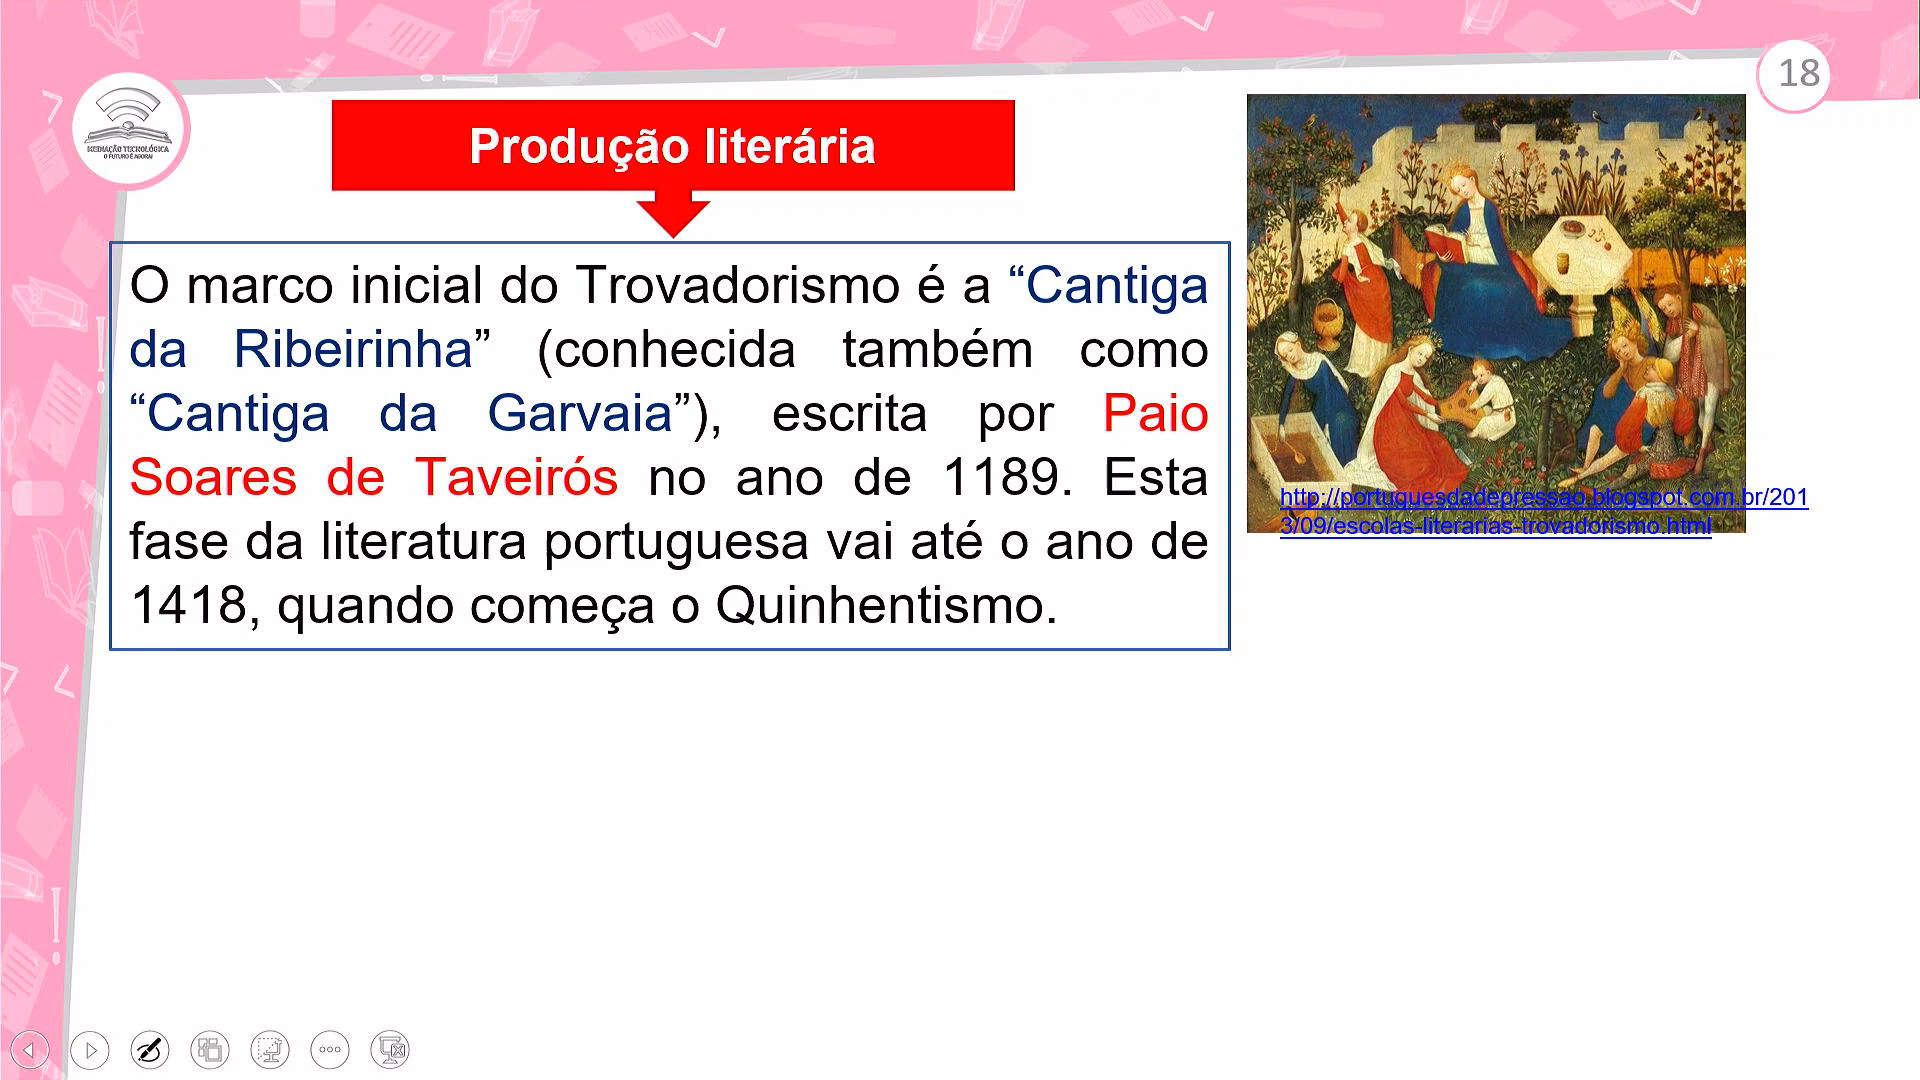 18
MEDIAÇÃO TECNOLÓGICA
O FUTURO É AGORA!
Produção literária
O marco inicial do Trovadorismo é a “Cantiga
da Ribeirinha” (conhecida também como
“Cantiga da Garvaia”), escrita por Paio
Soares de Taveirós no ano de 1189. Esta
fase da literatura portuguesa vai até o ano de
1418, quando começa o Quinhentismo.
http://portuguesdadepressao.blogspot.com.br/201
3/09/escolas-literarias-trovadorismo.html